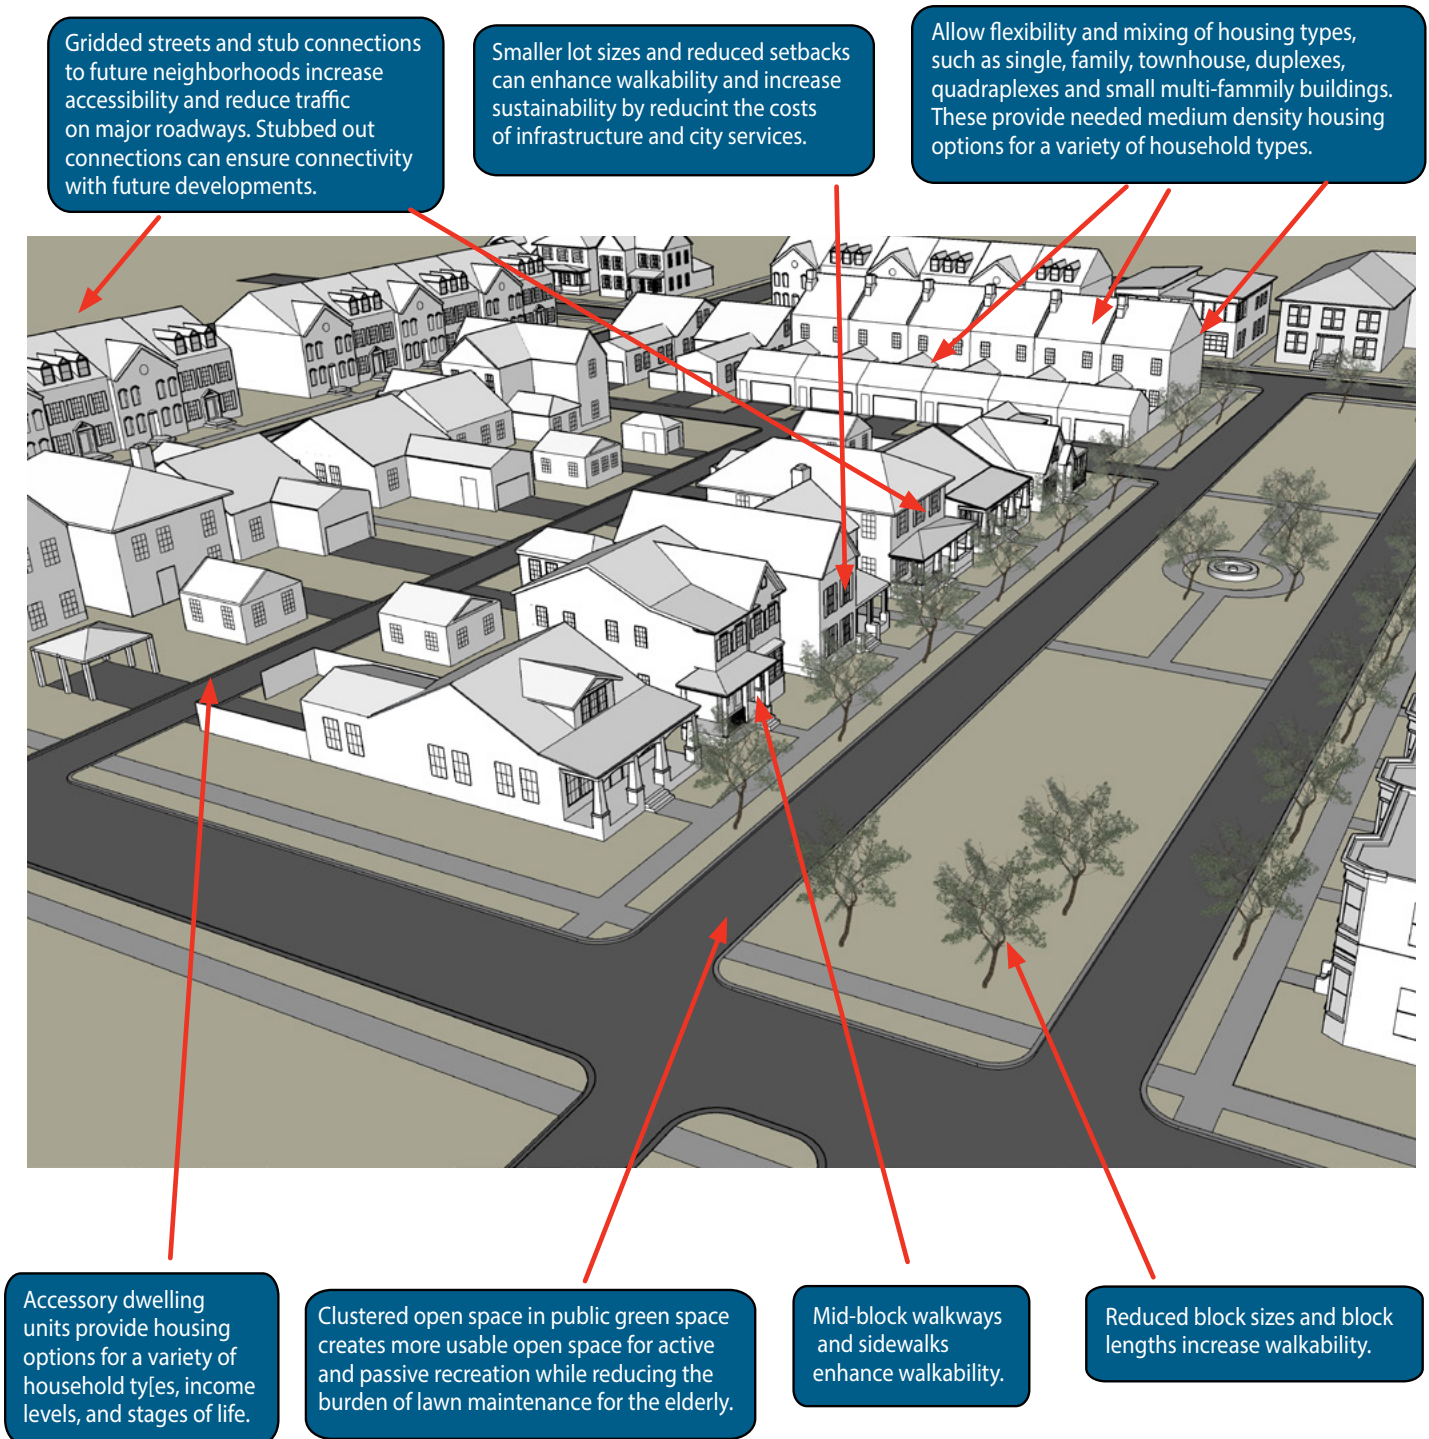 Gridded streets and stub connections
to future neighborhoods increase
accessibility and reduce traffic
on major roadways. Stubbed out
connections can ensure connectivity
with future developments.
Smaller lot sizes and reduced setbacks
can enhance walkability and increase
sustainability by reducint the costs
of infrastructure and city services.
Allow flexibility and mixing of housing types,
such as single, family, townhouse, duplexes,
quadraplexes and small multi-fammily buildings.
These provide needed medium density housing
options for a variety of household types.
Accessory dwelling
units provide housing
options for a variety of
household ty[es, income
levels, and stages of life.
Clustered open space in public green space
creates more usable open space for active
and passive recreation while reducing the
burden of lawn maintenance for the elderly.
Mid-block walkways
and sidewalks
enhance walkability.
Reduced block sizes and block
lengths increase walkability.